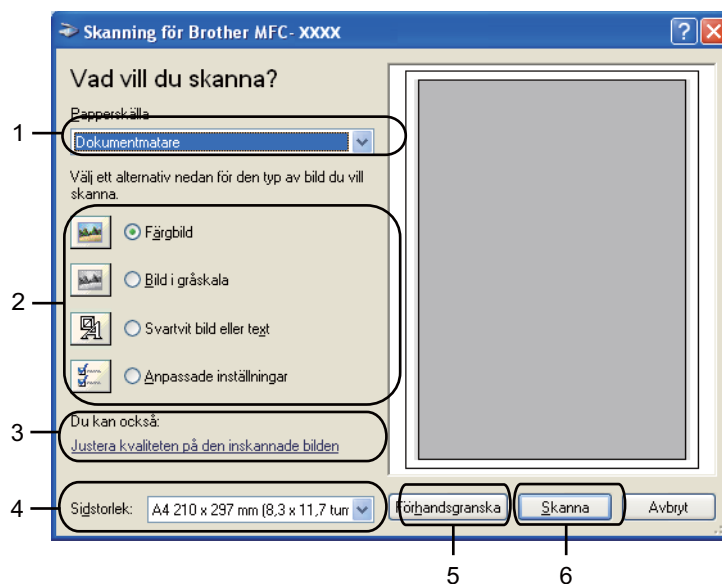 Skanning för Brother MFC- XXXX
Vad vill du skanna?
Papperskälla
1
Dokumentmatare
Välj ett alternativ nedan för den typ av bild du vill
skanna.
Färgbild
2
Bild i gråskala
Svartvit bild eller text
Anpassade inställningar
3
Du kan också:
Justera kvaliteten på den inskannade bilden
4
Sidstorlek: A4 210 x 297 mm (8,3 x 11,7 tum
Förhandsgranska
Skanna
Avbryt
5
6